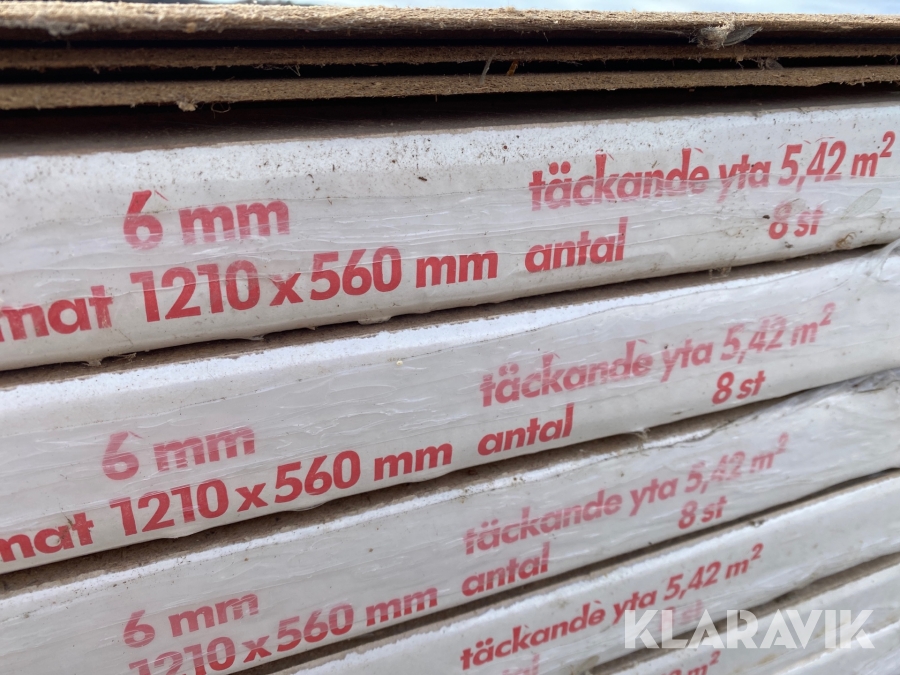 6 mm täckande yta 5,42 m²
mat 1210 x 560 mm antal 8 st
6 mm täckande yta 5,42 m²
mat 1210 x 560 mm antal 8 st
6 mm täckande yta 5,42 m²
1210 x 560 mm antal 8 st
täckande yta 5,42 m²
st
m²
KLARAVIK